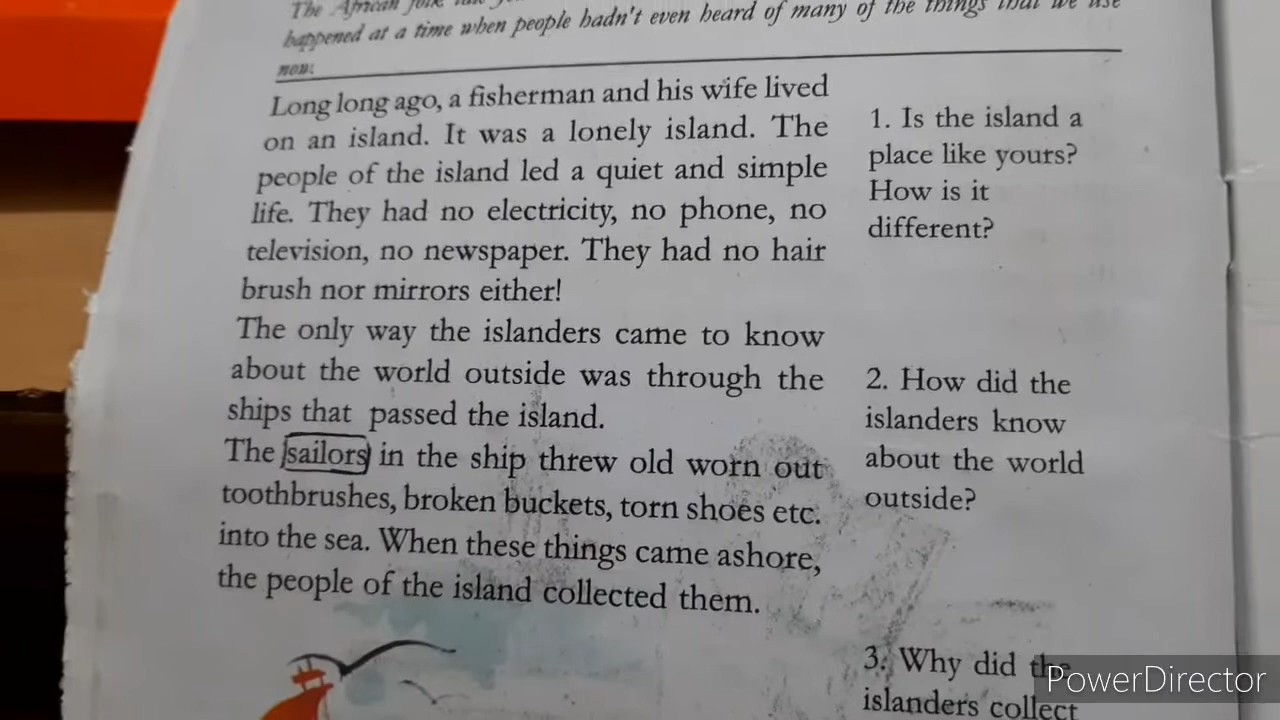 The African folk
happened at a time when people hadn't even heard of many of the things that we use
now.
Long long ago, a fisherman and his wife lived
on an island. It was a lonely island. The
people of the island led a quiet and simple
life. They had no electricity, no phone, no
television, no newspaper. They had no hair
brush nor mirrors either!
The only way the islanders came to know
about the world outside was through the
ships that passed the island.
The sailors in the ship threw old worn out
toothbrushes, broken buckets, torn shoes etc.
into the sea. When these things came ashore,
the people of the island collected them.
1. Is the island a
place like yours?
How is it
different?
2. How did the
islanders know
about the world
outside?
3. Why did the
islanders collect
PowerDirector